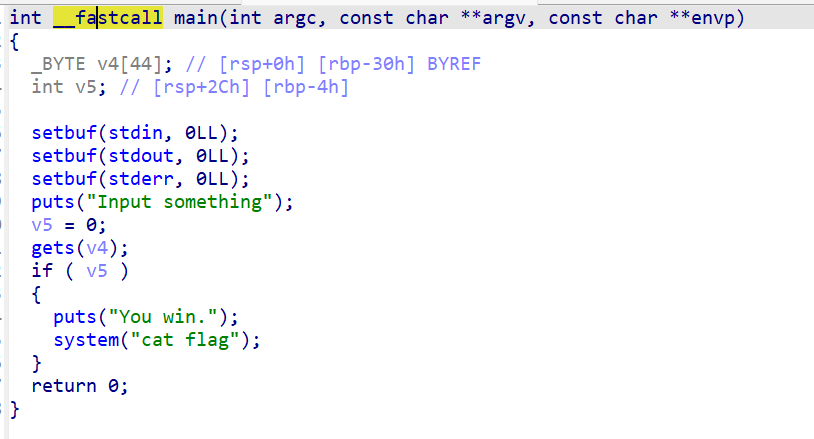 int __fastcall main(int argc, const char **argv, const char **envp)
{
  _BYTE v4[44]; // [rsp+0h] [rbp-30h] BYREF
  int v5; // [rsp+2Ch] [rbp-4h]

  setbuf(stdin, 0LL);
  setbuf(stdout, 0LL);
  setbuf(stderr, 0LL);
  puts("Input something");
  v5 = 0;
  gets(v4);
  if ( v5 )
  {
    puts("You win.");
    system("cat flag");
  }
  return 0;
}